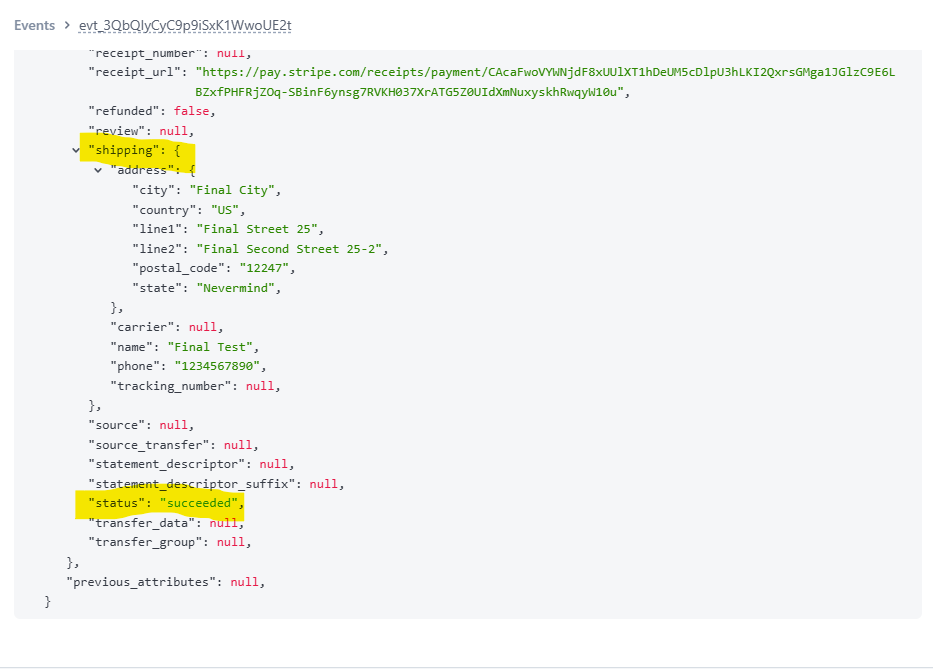 Events > evt_3QbQIyCyC9p9iSxK1WwoUE2t
"receipt_number": null,
"receipt_url": "https://pay.stripe.com/receipts/payment/CAcaFwoVYWNjdF8xUUlXT1hDeUM5cDlpU3hLKI2QxrsGMga1JGlzC9E6L
BZxfPHFRjZOq-SBinF6ynsg7RVKH037XrATG5Z0UIdXmNuxyskhRwqyW10u",
"refunded": false,
"review": null,
"shipping": {
"address": {
"city": "Final City",
"country": "US",
"line1": "Final Street 25",
"line2": "Final Second Street 25-2",
"postal_code": "12247",
"state": "Nevermind",
},
"carrier": null,
"name": "Final Test",
"phone": "1234567890",
"tracking_number": null,
},
"source": null,
"source_transfer": null,
"statement_descriptor": null,
"statement_descriptor_suffix": null,
"status": "succeeded",
"transfer_data": null,
"transfer_group": null,
},
"previous_attributes": null,
}